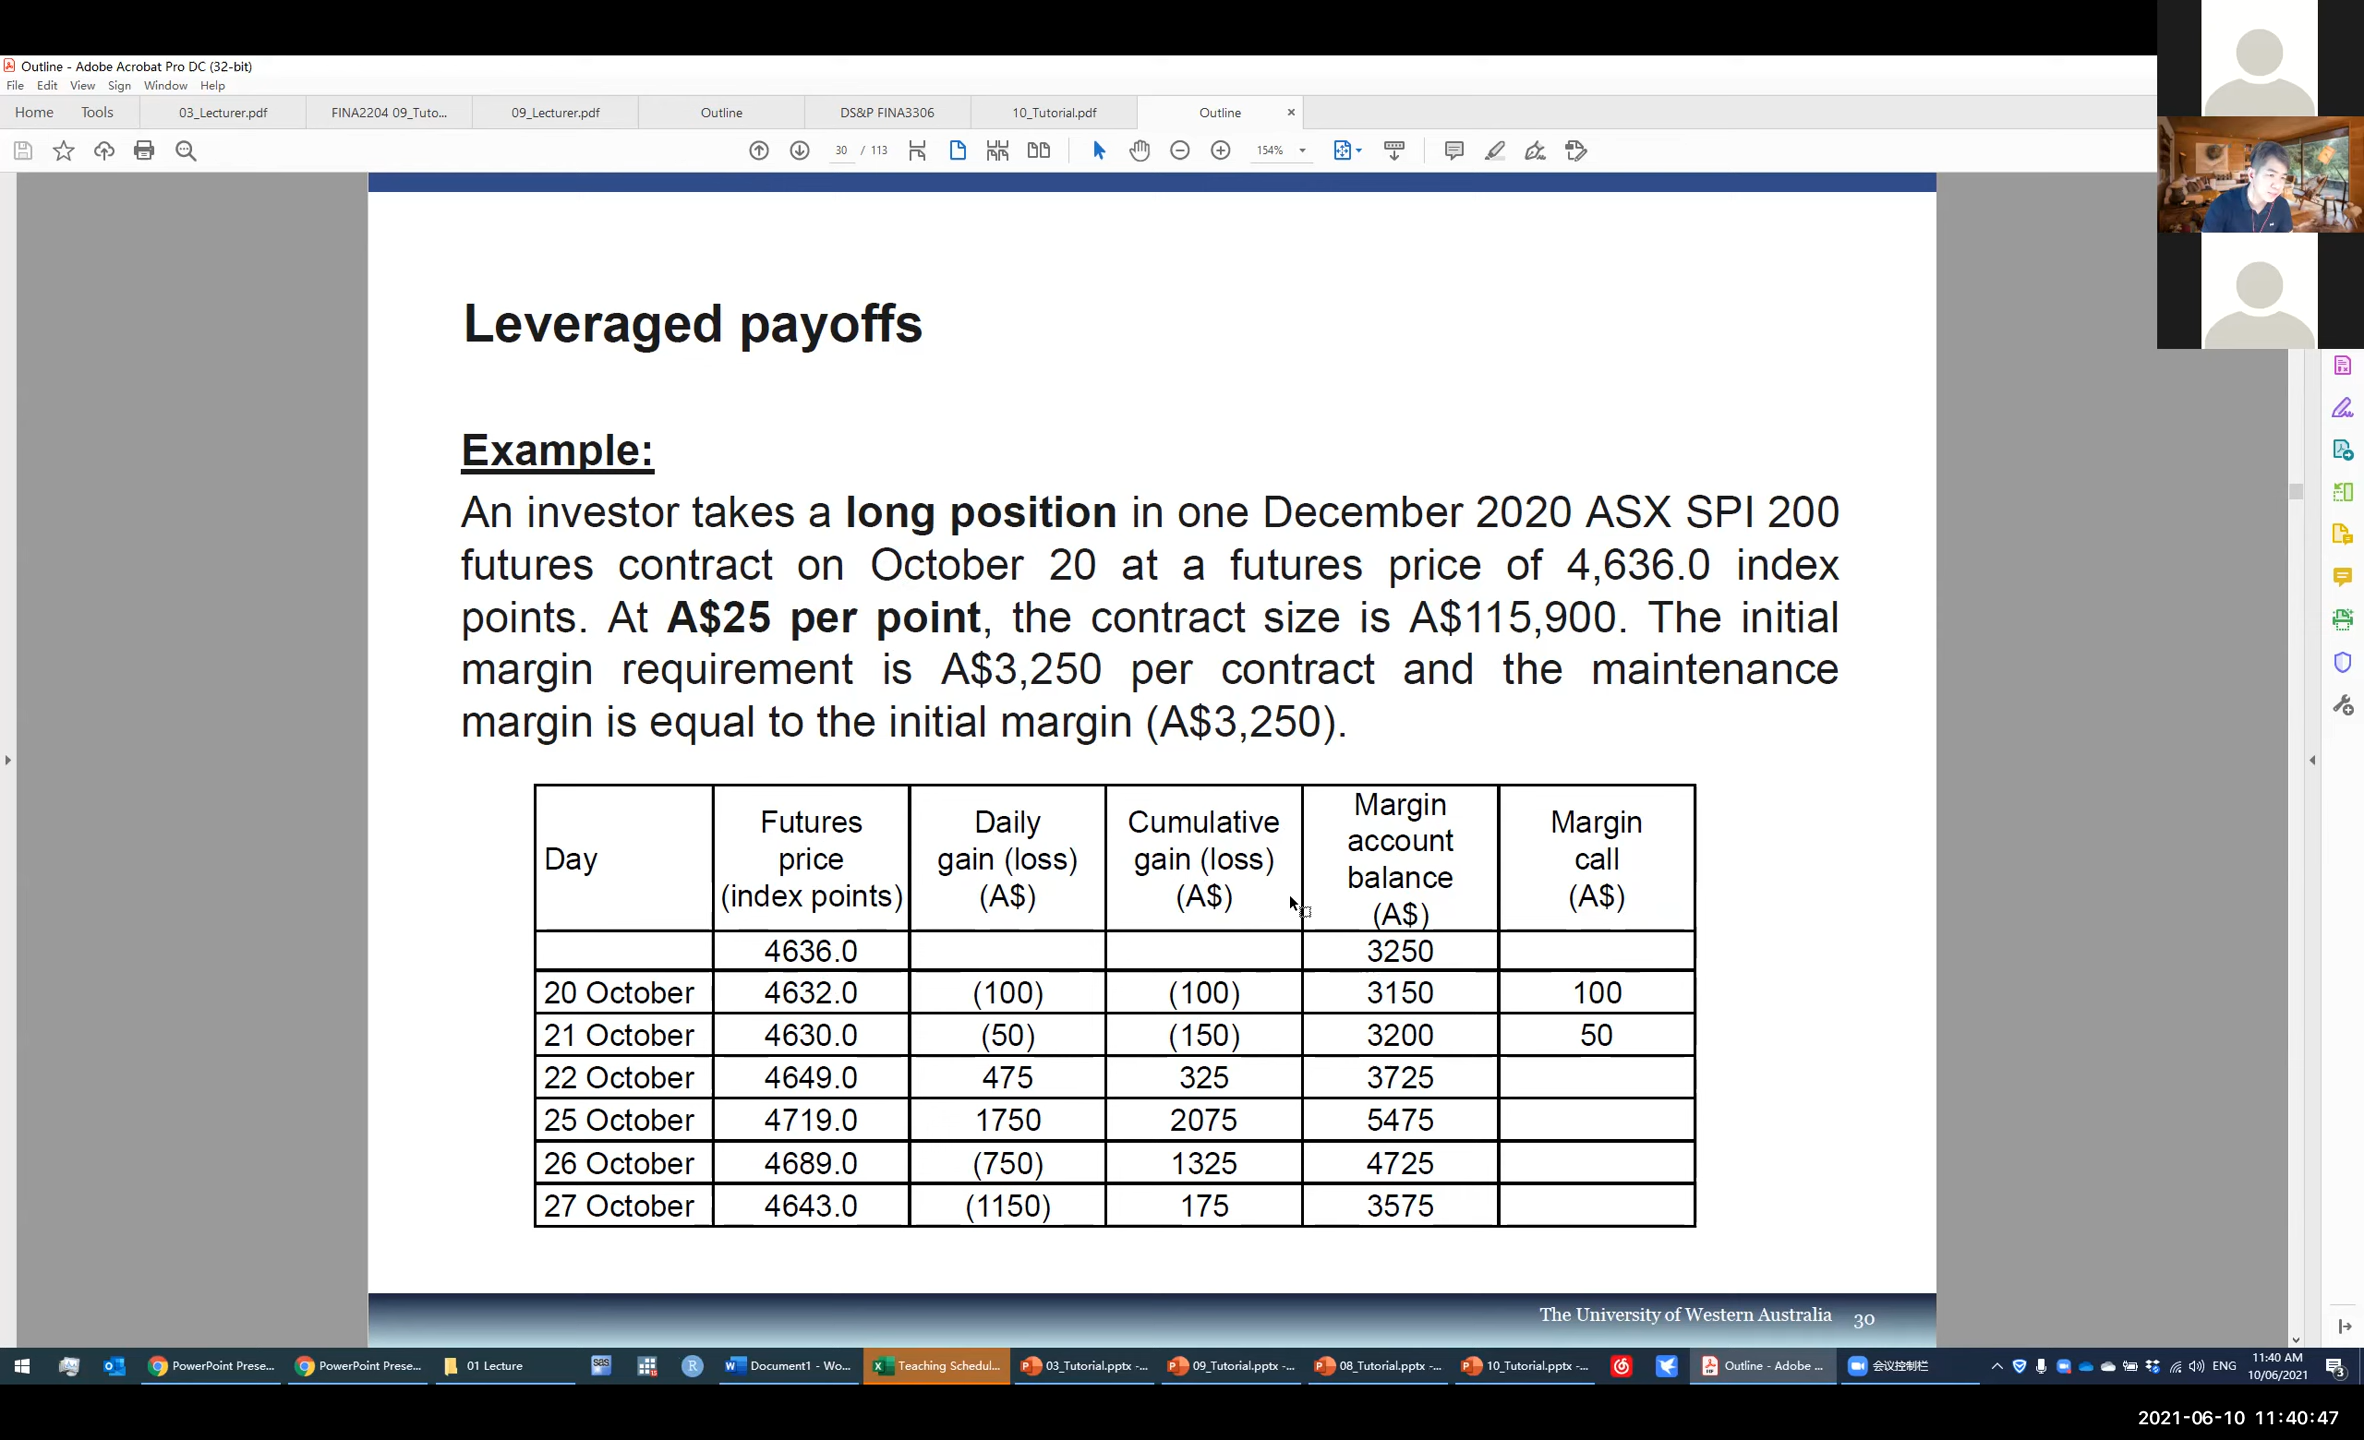 Outline - Adobe Acrobat Pro DC (32-bit)
File Edit View Sign Window Help
Home Tools 03_Lecturer.pdf FINA2204 09_Tuto... 09_Lecturer.pdf Outline DS&P FINA3306 10_Tutorial.pdf Outline
30 / 113 154%
Leveraged payoffs
Example:
An investor takes a long position in one December 2020 ASX SPI 200
futures contract on October 20 at a futures price of 4,636.0 index
points. At A$25 per point, the contract size is A$115,900. The initial
margin requirement is A$3,250 per contract and the maintenance
margin is equal to the initial margin (A$3,250).
Day Futures price (index points) Daily gain (loss) (A$) Cumulative gain (loss) (A$) Margin account balance (A$) Margin call (A$)
4636.0 3250
20 October 4632.0 (100) (100) 3150 100
21 October 4630.0 (50) (150) 3200 50
22 October 4649.0 475 325 3725
25 October 4719.0 1750 2075 5475
26 October 4689.0 (750) 1325 4725
27 October 4643.0 (1150) 175 3575
The University of Western Australia 30
PowerPoint Prese... PowerPoint Prese... 01 Lecture sas R Document1 - Wo... Teaching Schedul... 03_Tutorial.pptx -... 09_Tutorial.pptx -... 08_Tutorial.pptx -... 10_Tutorial.pptx -... Outline - Adobe ... 会议控制栏 ENG 11:40 AM
10/06/2021 3
2021-06-10 11:40:47